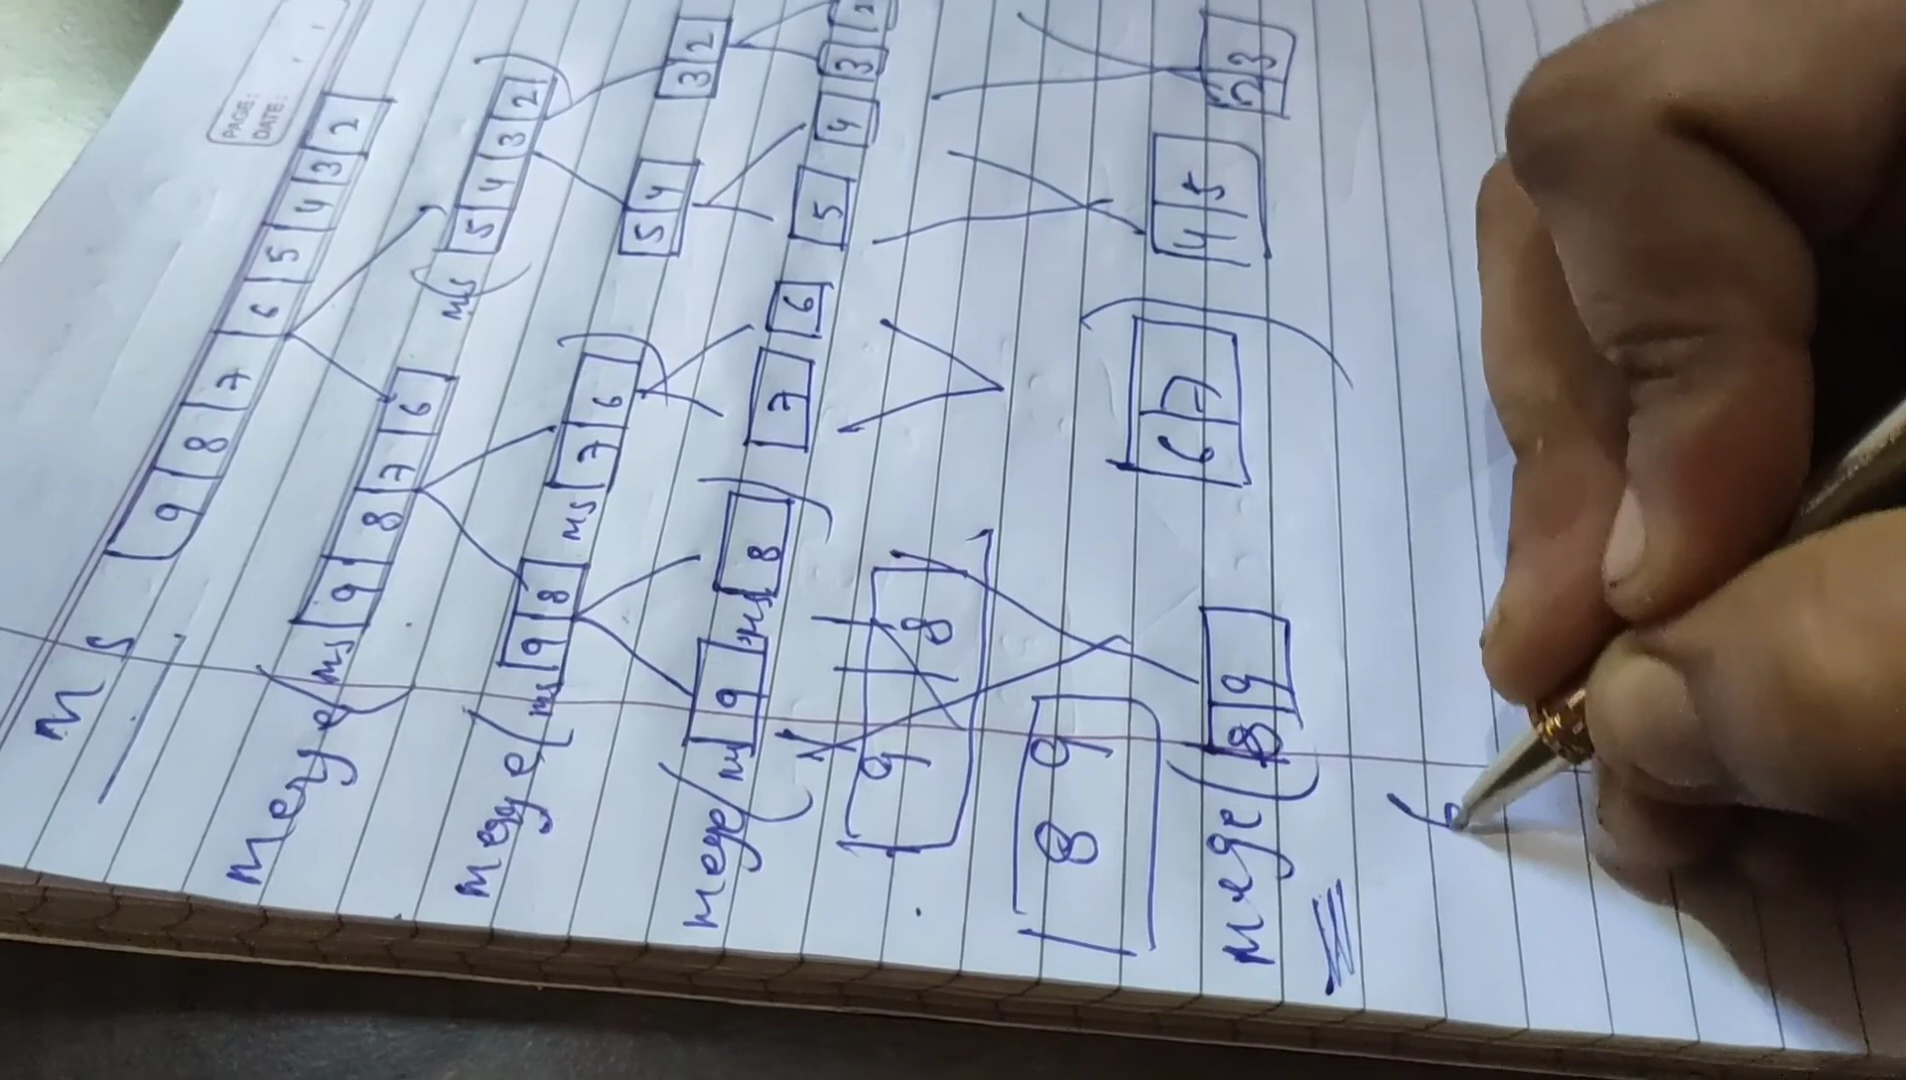 PAGE:
DATE:
M S
9 8 7 6 5 4 3 2
merge( ms 9 8 7 6 ms 5 4 3 2 )
merge( ms 9 8 ms 7 6 ) 5 4 3 2
merge( ms 9 ms 8 ) 7 6 5 4 3 2
9 8
8 9
merge( 8 9 6 7 ) 4 5 2 3
6